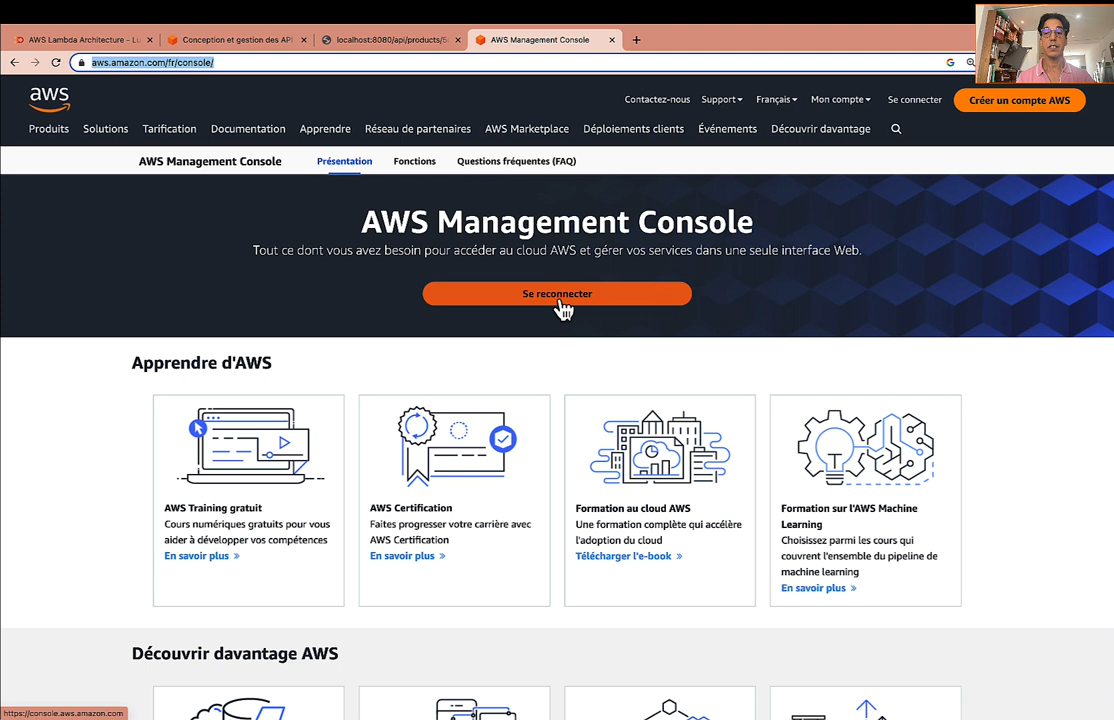 AWS Lambda Architecture - Lu
Conception et gestion des API
localhost:8080/api/products/5
AWS Management Console
aws.amazon.com/fr/console/
aws
Contactez-nous
Support
Français
Mon compte
Se connecter
Créer un compte AWS
Produits
Solutions
Tarification
Documentation
Apprendre
Réseau de partenaires
AWS Marketplace
Déploiements clients
Événements
Découvrir davantage
AWS Management Console
Présentation
Fonctions
Questions fréquentes (FAQ)
AWS Management Console
Tout ce dont vous avez besoin pour accéder au cloud AWS et gérer vos services dans une seule interface Web.
Se reconnecter
Apprendre d'AWS
AWS Training gratuit
Cours numériques gratuits pour vous
aider à développer vos compétences
En savoir plus »
AWS Certification
Faites progresser votre carrière avec
AWS Certification
En savoir plus »
Formation au cloud AWS
Une formation complète qui accélère
l'adoption du cloud
Télécharger l'e-book »
Formation sur l'AWS Machine
Learning
Choisissez parmi les cours qui
couvrent l'ensemble du pipeline de
machine learning
En savoir plus »
Découvrir davantage AWS
https://console.aws.amazon.com